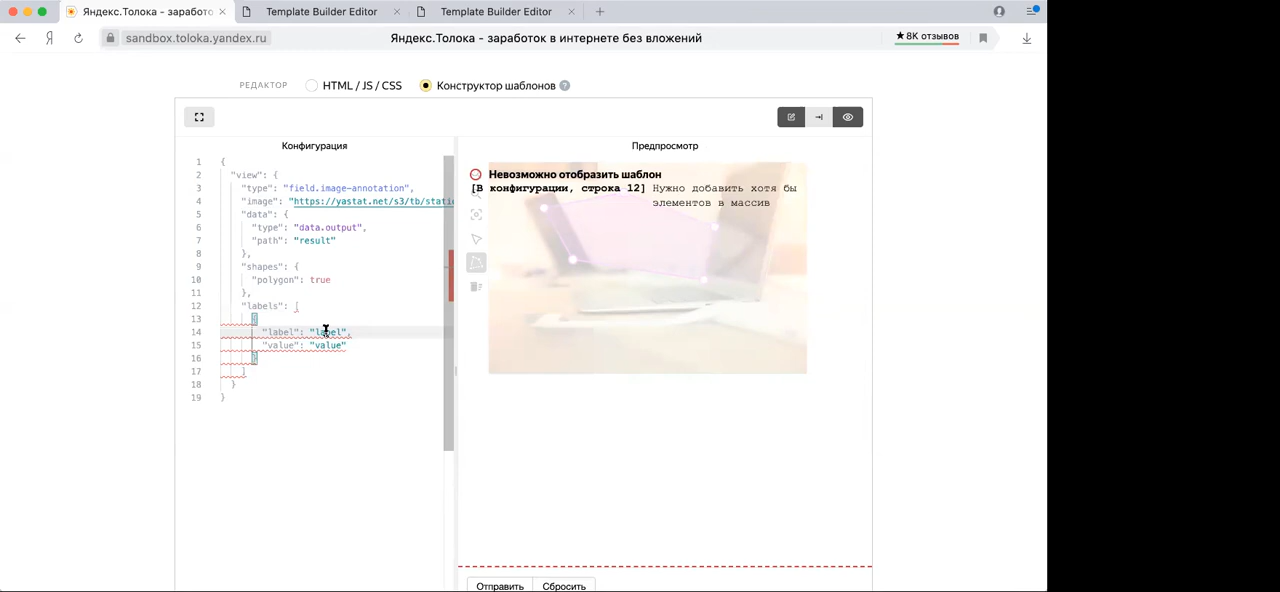 Яндекс.Толока - заработо
Template Builder Editor
Template Builder Editor
sandbox.toloka.yandex.ru
Яндекс.Толока - заработок в интернете без вложений
★8K отзывов
РЕДАКТОР
HTML / JS / CSS
Конструктор шаблонов
Конфигурация
Предпросмотр
1 {
2 "view": {
3 "type": "field.image-annotation",
4 "image": "https://yastat.net/s3/tb/static
5 "data": {
6 "type": "data.output",
7 "path": "result"
8 },
9 "shapes": {
10 "polygon": true
11 },
12 "labels": [
13 {
14 "label": "label",
15 "value": "value"
16 }
17 ]
18 }
19 }
Невозможно отобразить шаблон
[В конфигурации, строка 12] Нужно добавить хотя бы
элементов в массив
Отправить
Сбросить